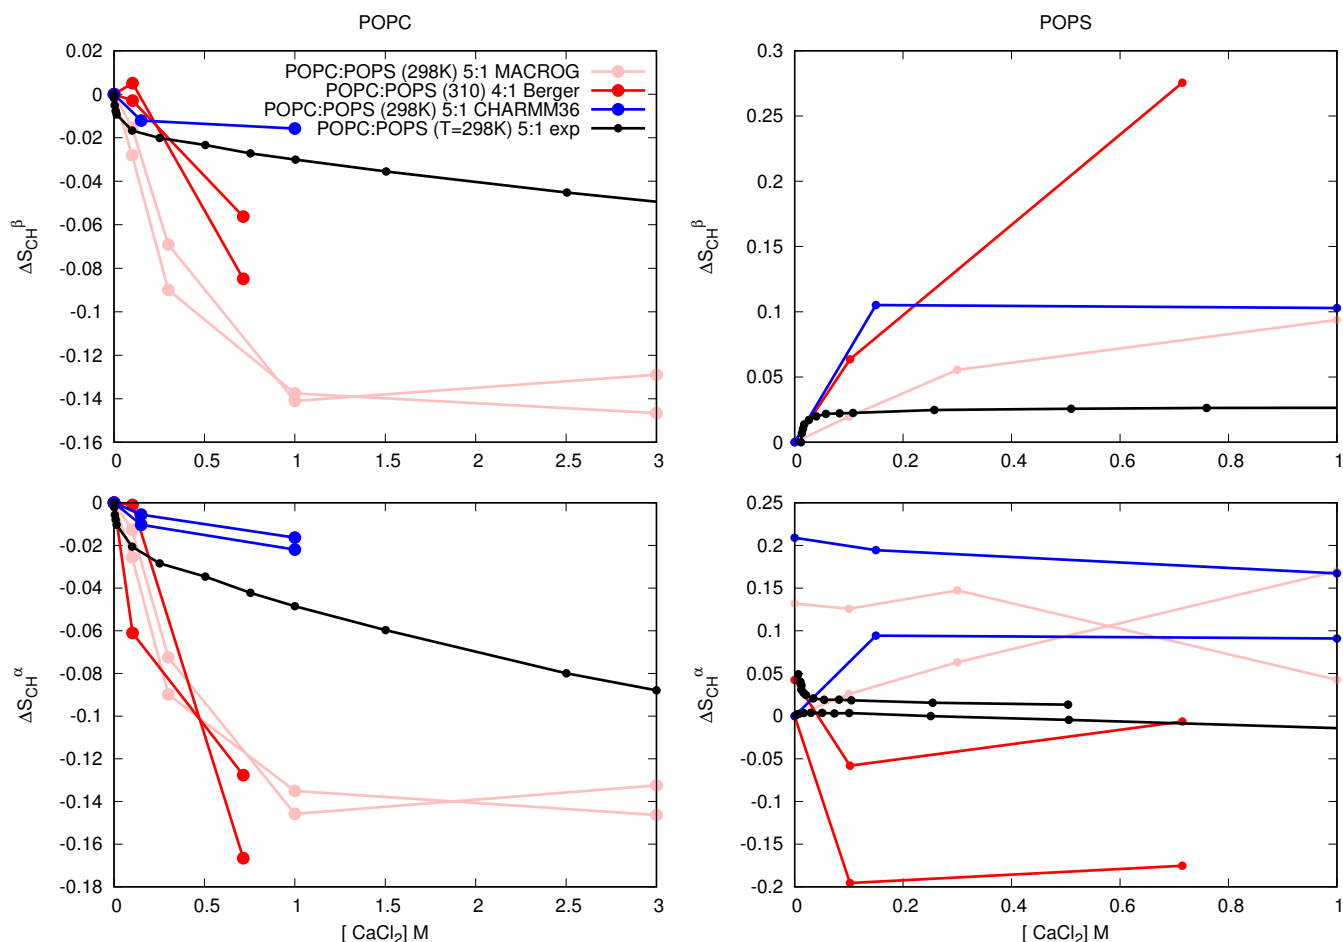 POPC
POPS
0.02
0
-0.02
-0.04
-0.06
-0.08
-0.1
-0.12
-0.14
-0.16
ΔS_CH^β
POPC:POPS (298K) 5:1 MACROG
POPC:POPS (310) 4:1 Berger
POPC:POPS (298K) 5:1 CHARMM36
POPC:POPS (T=298K) 5:1 exp
0 0.5 1 1.5 2 2.5 3
0.3
0.25
0.2
0.15
0.1
0.05
0
ΔS_CH^β
0 0.2 0.4 0.6 0.8 1
0
-0.02
-0.04
-0.06
-0.08
-0.1
-0.12
-0.14
-0.16
-0.18
ΔS_CH^α
0 0.5 1 1.5 2 2.5 3
[ CaCl₂] M
0.25
0.2
0.15
0.1
0.05
0
-0.05
-0.1
-0.15
-0.2
ΔS_CH^α
0 0.2 0.4 0.6 0.8 1
[ CaCl₂] M